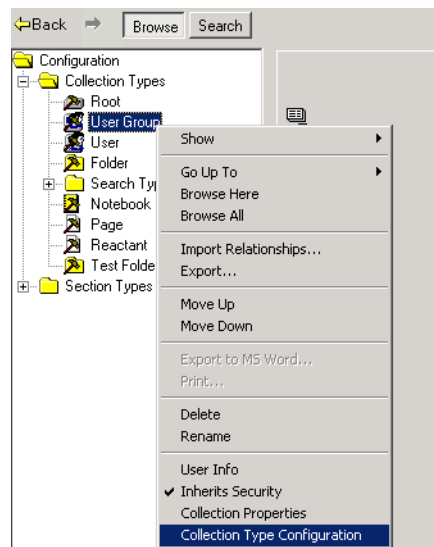 Back Browse Search
Configuration
Collection Types
Root
User Group
User
Folder
Search Ty
Notebook
Page
Reactant
Test Folde
Section Types
Show
Go Up To
Browse Here
Browse All
Import Relationships...
Export...
Move Up
Move Down
Export to MS Word...
Print...
Delete
Rename
User Info
Inherits Security
Collection Properties
Collection Type Configuration